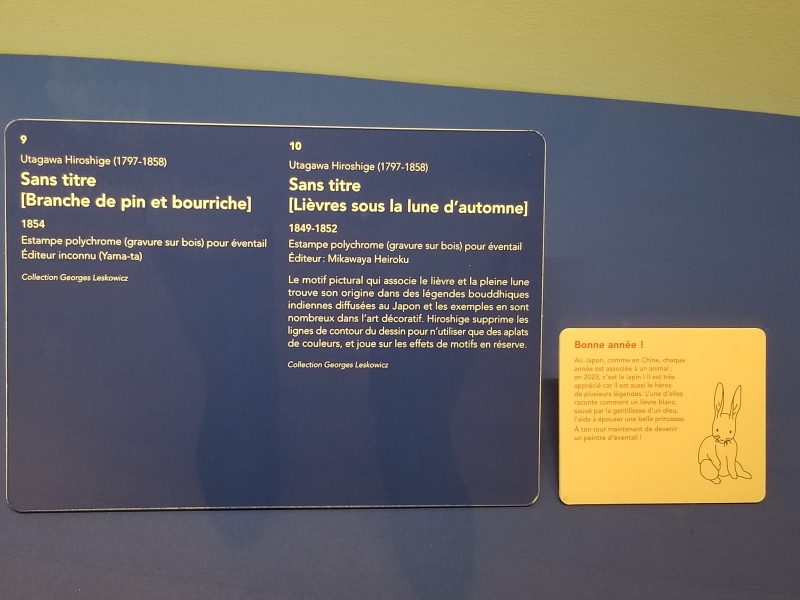 9
Utagawa Hiroshige (1797-1858)
Sans titre
[Branche de pin et bourriche]
1854
Estampe polychrome (gravure sur bois) pour éventail
Éditeur inconnu (Yama-ta)
Collection Georges Leskowicz
10
Utagawa Hiroshige (1797-1858)
Sans titre
[Lièvres sous la lune d'automne]
1849-1852
Estampe polychrome (gravure sur bois) pour éventail
Éditeur : Mikawaya Heiroku
Le motif pictural qui associe le lièvre et la pleine lune
trouve son origine dans des légendes bouddhiques
indiennes diffusées au Japon et les exemples en sont
nombreux dans l'art décoratif. Hiroshige supprime les
lignes de contour du dessin pour n'utiliser que des aplats
de couleurs, et joue sur les effets de motifs en réserve.
Collection Georges Leskowicz
Bonne année !
Au Japon, comme en Chine, chaque
année est associée à un animal ;
en 2023, c'est le lapin ! Il est très
apprécié car il est aussi le héros
de plusieurs légendes. L'une d'elles
raconte comment un lièvre blanc,
sauvé par la gentillesse d'un dieu,
l'aida à épouser une belle princesse.
À ton tour maintenant de devenir
un peintre d'éventail !